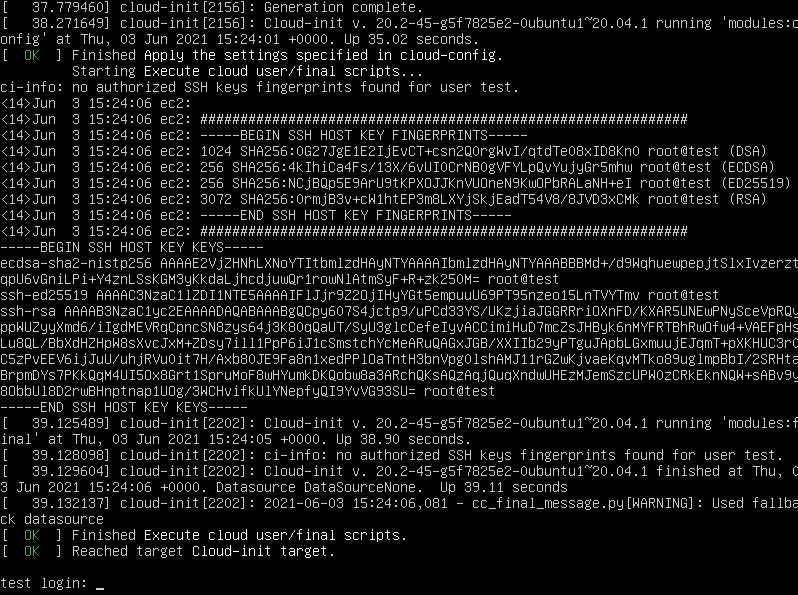 [   37.779460] cloud-init[2156]: Generation complete.
[   38.271649] cloud-init[2156]: Cloud-init v. 20.2-45-g5f7825e2-0ubuntu1~20.04.1 running 'modules:c
onfig' at Thu, 03 Jun 2021 15:24:01 +0000. Up 35.02 seconds.
[  OK  ] Finished Apply the settings specified in cloud-config.
Starting Execute cloud user/final scripts...
ci-info: no authorized SSH keys fingerprints found for user test.
<14>Jun  3 15:24:06 ec2:
<14>Jun  3 15:24:06 ec2: #############################################################
<14>Jun  3 15:24:06 ec2: -----BEGIN SSH HOST KEY FINGERPRINTS-----
<14>Jun  3 15:24:06 ec2: 1024 SHA256:0G27JgE1E2IjEvCT+csn2QOrgWvI/qtdTe08xID8Kn0 root@test (DSA)
<14>Jun  3 15:24:06 ec2: 256 SHA256:4kIhiCa4Fs/13X/6vUI0CrNB0gVFYLpQvYujyGr5mhw root@test (ECDSA)
<14>Jun  3 15:24:06 ec2: 256 SHA256:NCjBQp5E9ArU9tKPXOJJKnVUOneN9KwOPbRALaNH+eI root@test (ED25519)
<14>Jun  3 15:24:06 ec2: 3072 SHA256:0rmjB3v+cW1htEP3m8LXYjSkjEadT54V8/8JVD3xCMk root@test (RSA)
<14>Jun  3 15:24:06 ec2: -----END SSH HOST KEY FINGERPRINTS-----
<14>Jun  3 15:24:06 ec2: #############################################################
-----BEGIN SSH HOST KEY KEYS-----
ecdsa-sha2-nistp256 AAAAE2VjZHNhLXNoYTItbmlzdHAyNTYAAAAIbmlzdHAyNTYAAABBBMd+/d9Wqhuewpepjt5lxIvzerzt
qpU6vGniLPi+Y4znLSsKGM3yKkdaLjhcdjuwQr1rowNlAtmSyF+R+zk250M= root@test
ssh-ed25519 AAAAC3NzaC1lZDI1NTE5AAAAIFlJjr9Z2OjIHyYGt5empuuU69PT95nzeo15LnTVYTmv root@test
ssh-rsa AAAAB3NzaC1yc2EAAAADAQABAAABgQCpy607S4jctp9/uPCd33YS/UKzjiaJGGRRriOXnFD/KXAR5UNEwPNySceVpRQy
ppWUZyyXmd6/iIgdMEVRqCpncSN8zys64j3K80qQaUT/SyU3glcCefeIyvACCimiHuD7mcZsJHByk6nMYFRTBhRwOfw4+VAEFpHs
Lu8QL/BbXdHZHpW8sXvcJxM+ZDsy7ill1PpP6iJ1cSmstchYcMeARuQAGxJGB/XXIIb29yPTguJApbLGxmuujEJqmT+pXKHUC3rO
C5zPvEEV6ijJuU/uhjRVu0it7H/Axb80JE9Fa8n1xedPPlOaTntH3bnVpg0lshAMJ11rGZwKjvaeKqvMTko89uglmpBbI/2SRHta
BrpmDYs7PKkQqM4UI5Ox8Grt1SpruMoF8wHYumkDKQobw8a3ARchQKsAQzAqjQuqXndwUHEzMJemSzcUPW0zCRkEknNQW+sABv9y
8ObbUl8D2rwBHnptnap1UOg/3WCHvifkUlYNepfyQI9YvVG93SU= root@test
-----END SSH HOST KEY KEYS-----
[   39.125489] cloud-init[2202]: Cloud-init v. 20.2-45-g5f7825e2-0ubuntu1~20.04.1 running 'modules:f
inal' at Thu, 03 Jun 2021 15:24:05 +0000. Up 38.90 seconds.
[   39.128098] cloud-init[2202]: ci-info: no authorized SSH keys fingerprints found for user test.
[   39.129604] cloud-init[2202]: Cloud-init v. 20.2-45-g5f7825e2-0ubuntu1~20.04.1 finished at Thu, 0
3 Jun 2021 15:24:06 +0000. Datasource DataSourceNone.  Up 39.11 seconds
[   39.132137] cloud-init[2202]: 2021-06-03 15:24:06,081 - cc_final_message.py[WARNING]: Used fallba
ck datasource
[  OK  ] Finished Execute cloud user/final scripts.
[  OK  ] Reached target Cloud-init target.
test login: _